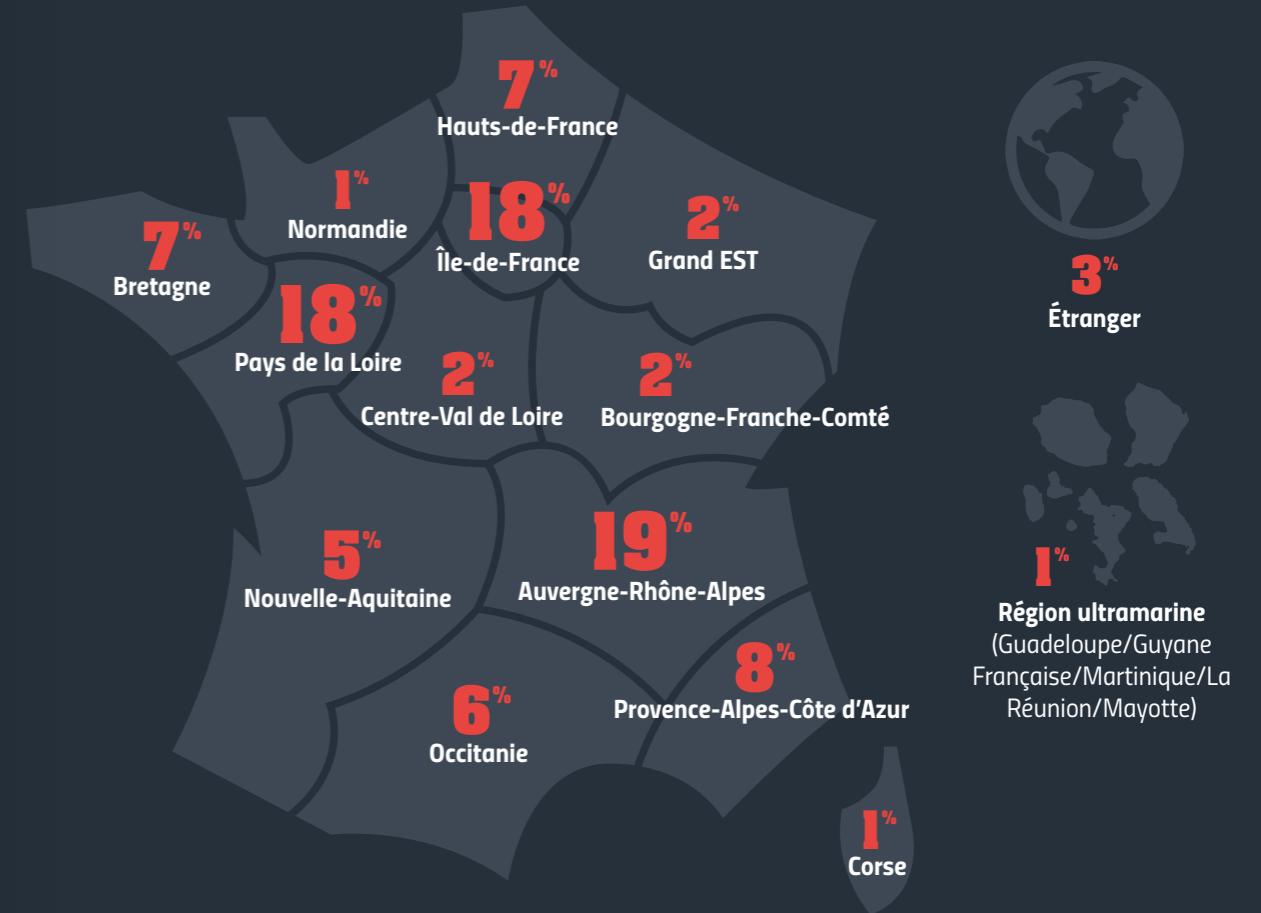 7%
Hauts-de-France
1%
Normandie
18%
Île-de-France
2%
Grand EST
7%
Bretagne
18%
Pays de la Loire
2%
Centre-Val de Loire
2%
Bourgogne-Franche-Comté
5%
Nouvelle-Aquitaine
19%
Auvergne-Rhône-Alpes
6%
Occitanie
8%
Provence-Alpes-Côte d'Azur
1%
Corse
3%
Étranger
1%
Région ultramarine
(Guadeloupe/Guyane
Française/Martinique/La
Réunion/Mayotte)